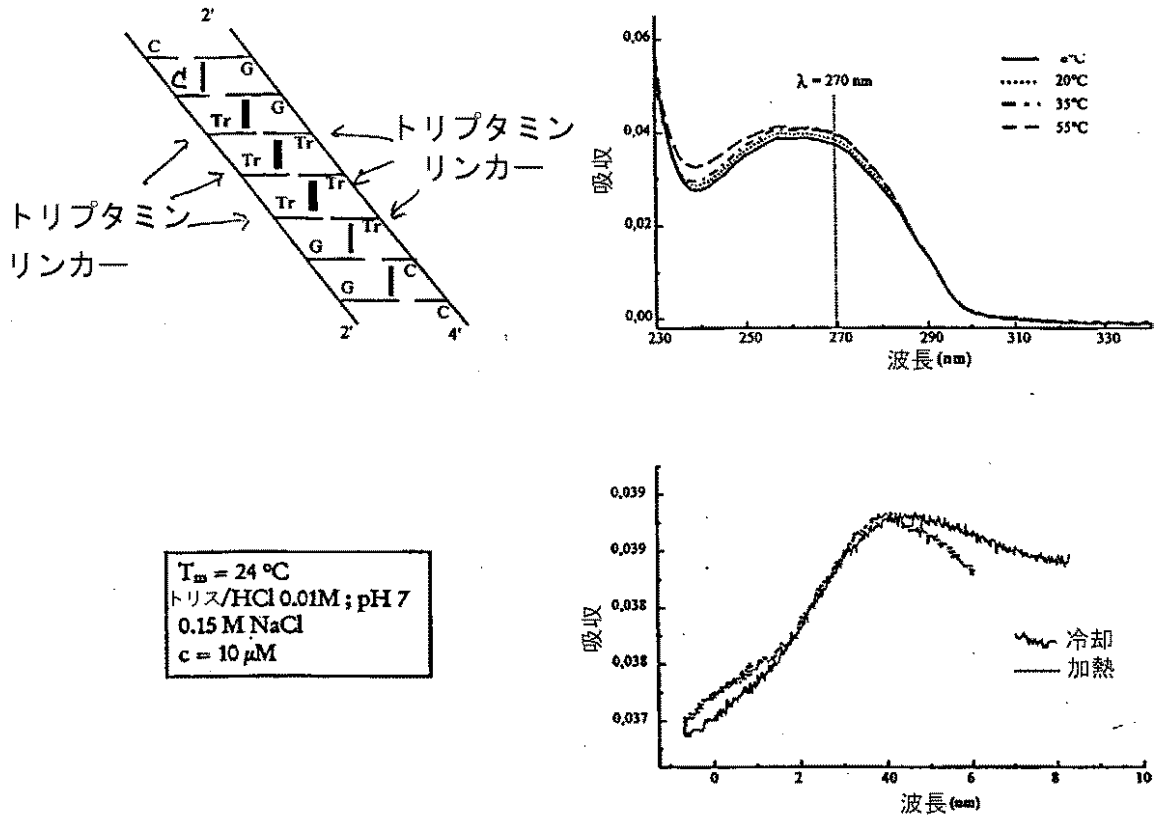 2'
C
G
C
G
Tr
Tr
Tr
Tr
Tr
Tr
G
C
G
C
2'
4'
トリプタミン
リンカー
トリプタミン
リンカー
0,06
0,04
0,02
0,00
吸収
λ = 270 nm
20°C
35°C
55°C
230
250
270
290
310
330
波長(nm)
Tm = 24 °C
トリス/HCl 0.01M ; pH 7
0.15 M NaCl
c = 10 μM
0,039
0,039
0,038
0,038
0,037
吸収
冷却
加熱
0
2
40
6
8
10
波長(nm)